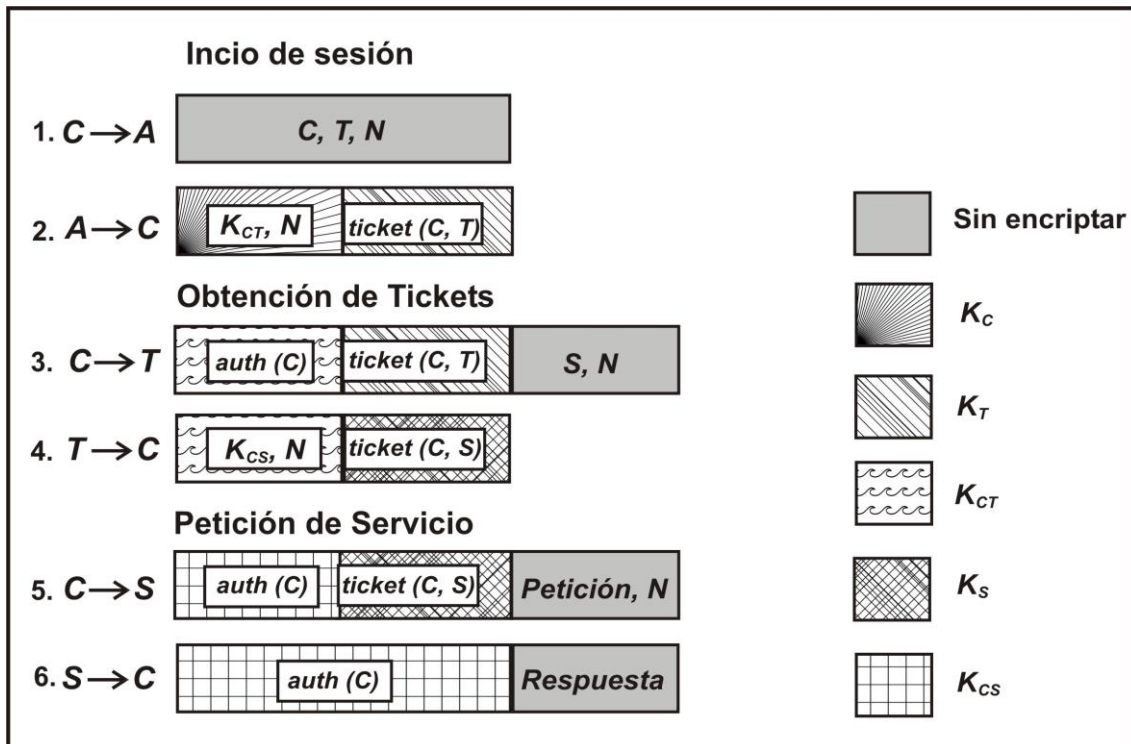 Incio de sesión
1. C → A
C, T, N
2. A → C
K_CT, N
ticket (C, T)
Obtención de Tickets
3. C → T
auth (C)
ticket (C, T)
S, N
4. T → C
K_CS, N
ticket (C, S)
Petición de Servicio
5. C → S
auth (C)
ticket (C, S)
Petición, N
6. S → C
auth (C)
Respuesta
Sin encriptar
K_C
K_T
K_CT
K_S
K_CS